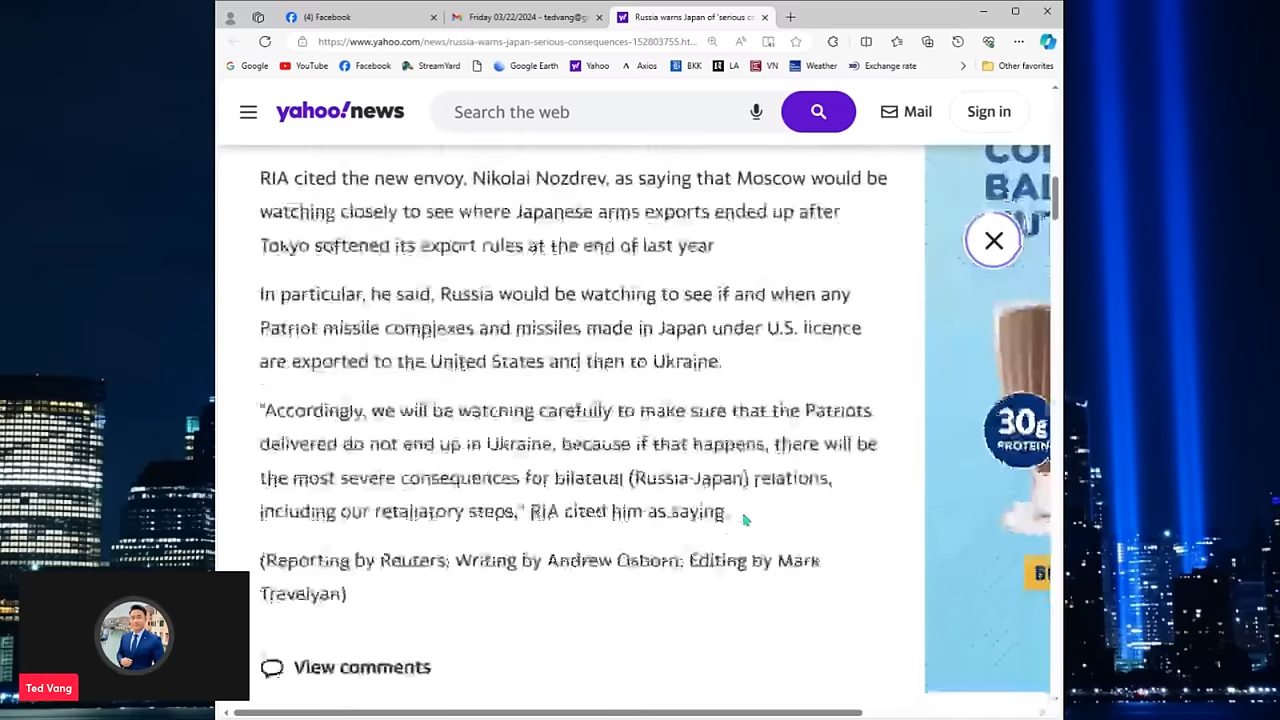 (4) Facebook
Friday 03/22/2024 - tedvang@g
Russia warns Japan of 'serious c
https://www.yahoo.com/news/russia-warns-japan-serious-consequences-152803755.ht...
Google YouTube Facebook StreamYard Google Earth Yahoo Axios BKK LA VN Weather Exchange rate Other favorites
yahoo!news
Search the web
Mail
Sign in
RIA cited the new envoy, Nikolai Nozdrev, as saying that Moscow would be
watching closely to see where Japanese arms exports ended up after
Tokyo softened its export rules at the end of last year
In particular, he said, Russia would be watching to see if and when any
Patriot missile complexes and missiles made in Japan under U.S. licence
are exported to the United States and then to Ukraine.
"Accordingly, we will be watching carefully to make sure that the Patriots
delivered do not end up in Ukraine, because if that happens, there will be
the most severe consequences for bilateral (Russia-Japan) relations,
including our retaliatory steps," RIA cited him as saying
(Reporting by Reuters; Writing by Andrew Osborn; Editing by Mark
Trevelyan)
View comments
30g
PROTEIN
Ted Vang